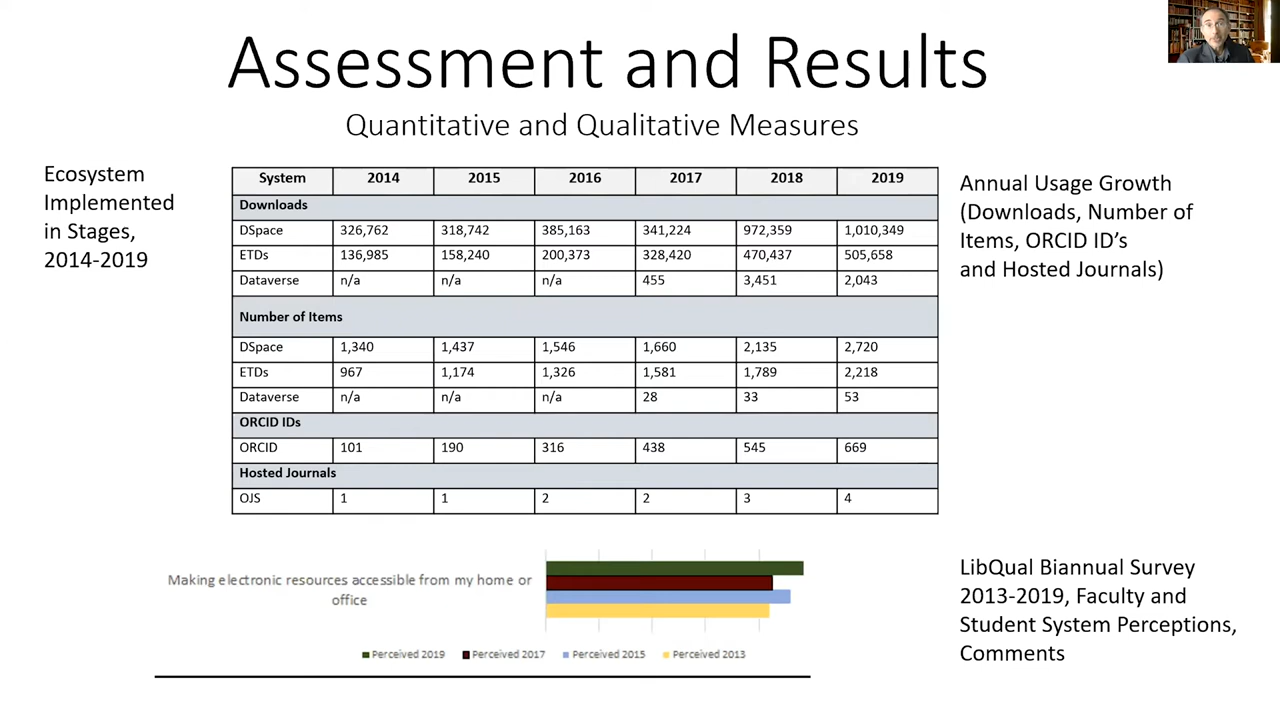 Assessment and Results
Quantitative and Qualitative Measures
Ecosystem
Implemented
in Stages,
2014-2019
System 2014 2015 2016 2017 2018 2019
Downloads
DSpace 326,762 318,742 385,163 341,224 972,359 1,010,349
ETDs 136,985 158,240 200,373 328,420 470,437 505,658
Dataverse n/a n/a n/a 455 3,451 2,043
Number of Items
DSpace 1,340 1,437 1,546 1,660 2,135 2,720
ETDs 967 1,174 1,326 1,581 1,789 2,218
Dataverse n/a n/a n/a 28 33 53
ORCID IDs
ORCID 101 190 316 438 545 669
Hosted Journals
OJS 1 1 2 2 3 4
Annual Usage Growth
(Downloads, Number of
Items, ORCID ID’s
and Hosted Journals)
Making electronic resources accessible from my home or
office
Perceived 2019 Perceived 2017 Perceived 2015 Perceived 2013
LibQual Biannual Survey
2013-2019, Faculty and
Student System Perceptions,
Comments